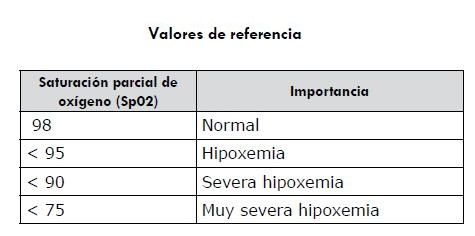 Valores de referencia
Saturación parcial de
oxígeno (Sp02)
Importancia
98 Normal
< 95 Hipoxemia
< 90 Severa hipoxemia
< 75 Muy severa hipoxemia